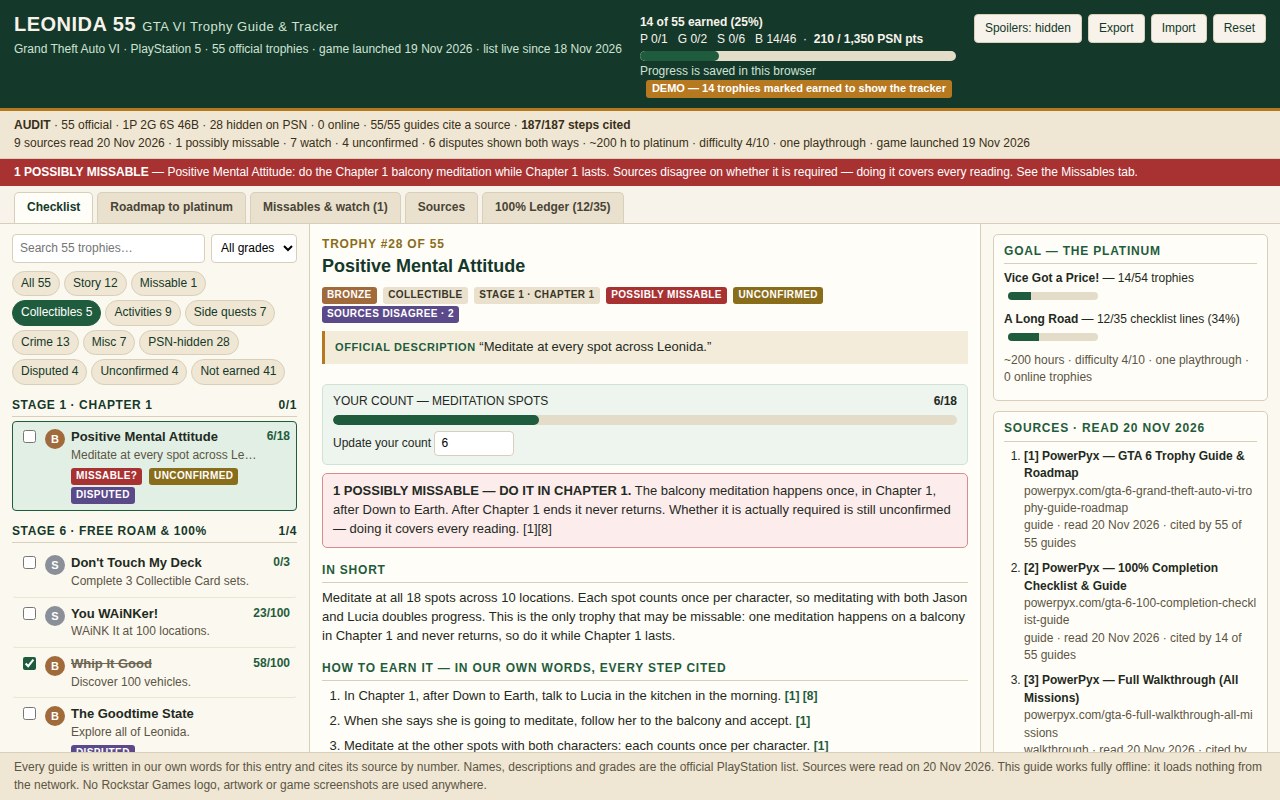 LEONIDA 55 GTA VI Trophy Guide & Tracker
Grand Theft Auto VI · PlayStation 5 · 55 official trophies · game launched 19 Nov 2026 · list live since 18 Nov 2026
14 of 55 earned (25%)
P 0/1 G 0/2 S 0/6 B 14/46 · 210 / 1,350 PSN pts
Progress is saved in this browser
DEMO — 14 trophies marked earned to show the tracker
Spoilers: hidden
Export
Import
Reset
AUDIT · 55 official · 1P 2G 6S 46B · 28 hidden on PSN · 0 online · 55/55 guides cite a source · 187/187 steps cited
9 sources read 20 Nov 2026 · 1 possibly missable · 7 watch · 4 unconfirmed · 6 disputes shown both ways · ~200 h to platinum · difficulty 4/10 · one playthrough · game launched 19 Nov 2026
1 POSSIBLY MISSABLE — Positive Mental Attitude: do the Chapter 1 balcony meditation while Chapter 1 lasts. Sources disagree on whether it is required — doing it covers every reading. See the Missables tab.
Checklist
Roadmap to platinum
Missables & watch (1)
Sources
100% Ledger (12/35)
Search 55 trophies…
All grades
All 55
Story 12
Missable 1
Collectibles 5
Activities 9
Side quests 7
Crime 13
Misc 7
PSN-hidden 28
Disputed 4
Unconfirmed 4
Not earned 41
STAGE 1 · CHAPTER 1 0/1
B Positive Mental Attitude 6/18
Meditate at every spot across Le…
MISSABLE? UNCONFIRMED
DISPUTED
STAGE 6 · FREE ROAM & 100% 1/4
S Don't Touch My Deck 0/3
Complete 3 Collectible Card sets.
S You WAiNKer! 23/100
WAiNK It at 100 locations.
B Whip It Good 58/100
Discover 100 vehicles.
B The Goodtime State
Explore all of Leonida.
DISPUTED
TROPHY #28 OF 55
Positive Mental Attitude
BRONZE COLLECTIBLE STAGE 1 · CHAPTER 1 POSSIBLY MISSABLE UNCONFIRMED
SOURCES DISAGREE · 2
OFFICIAL DESCRIPTION “Meditate at every spot across Leonida.”
YOUR COUNT — MEDITATION SPOTS 6/18
Update your count 6
1 POSSIBLY MISSABLE — DO IT IN CHAPTER 1. The balcony meditation happens once, in Chapter 1,
after Down to Earth. After Chapter 1 ends it never returns. Whether it is actually required is still unconfirmed
— doing it covers every reading. [1][8]
IN SHORT
Meditate at all 18 spots across 10 locations. Each spot counts once per character, so meditating with both Jason
and Lucia doubles progress. This is the only trophy that may be missable: one meditation happens on a balcony
in Chapter 1 and never returns, so do it while Chapter 1 lasts.
HOW TO EARN IT — IN OUR OWN WORDS, EVERY STEP CITED
1. In Chapter 1, after Down to Earth, talk to Lucia in the kitchen in the morning. [1] [8]
2. When she says she is going to meditate, follow her to the balcony and accept. [1]
3. Meditate at the other spots with both characters: each counts once per character. [1]
GOAL — THE PLATINUM
Vice Got a Price! — 14/54 trophies
A Long Road — 12/35 checklist lines (34%)
~200 hours · difficulty 4/10 · one playthrough ·
0 online trophies
SOURCES · READ 20 NOV 2026
1. [1] PowerPyx — GTA 6 Trophy Guide &
Roadmap
powerpyx.com/gta-6-grand-theft-auto-vi-tro
phy-guide-roadmap
guide · read 20 Nov 2026 · cited by 55 of
55 guides
2. [2] PowerPyx — 100% Completion
Checklist & Guide
powerpyx.com/gta-6-100-completion-checkl
ist-guide
guide · read 20 Nov 2026 · cited by 14 of
55 guides
3. [3] PowerPyx — Full Walkthrough (All
Missions)
powerpyx.com/gta-6-full-walkthrough-all-mi
ssions
walkthrough · read 20 Nov 2026 · cited by
Every guide is written in our own words for this entry and cites its source by number. Names, descriptions and grades are the official PlayStation list. Sources were read on 20 Nov 2026. This guide works fully offline: it loads nothing from
the network. No Rockstar Games logo, artwork or game screenshots are used anywhere.